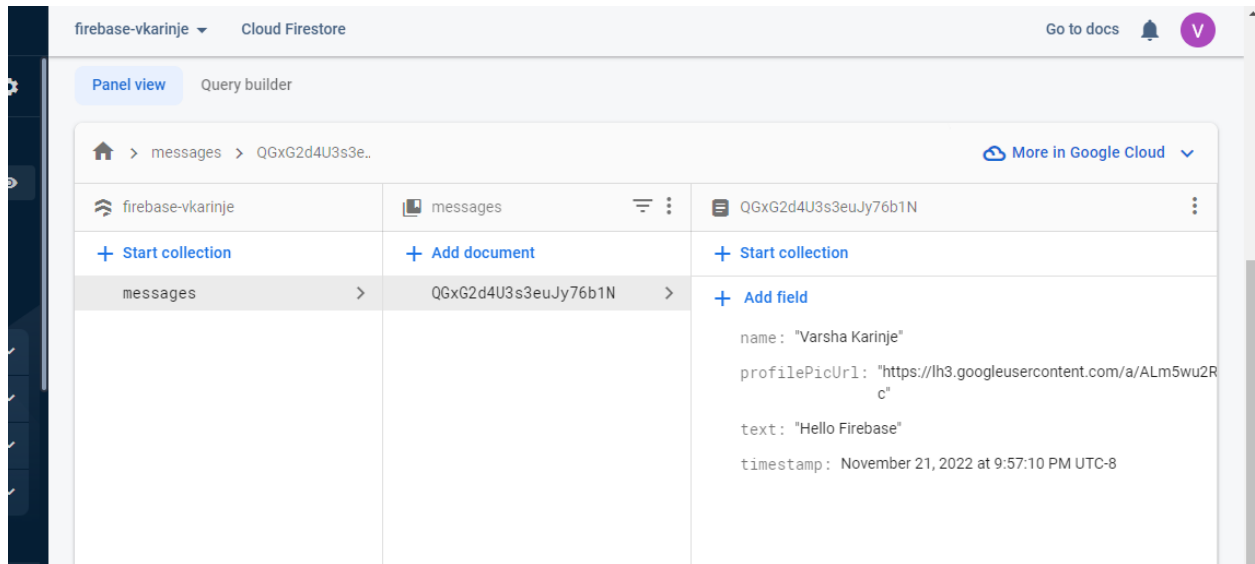 firebase-vkarinje Cloud Firestore Go to docs V
Panel view Query builder
> messages > QGxG2d4U3s3e.. More in Google Cloud
firebase-vkarinje messages QGxG2d4U3s3euJy76b1N
+ Start collection + Add document + Start collection
messages > QGxG2d4U3s3euJy76b1N > + Add field
name: "Varsha Karinje"
profilePicUrl: "https://lh3.googleusercontent.com/a/ALm5wu2R
c"
text: "Hello Firebase"
timestamp: November 21, 2022 at 9:57:10 PM UTC-8